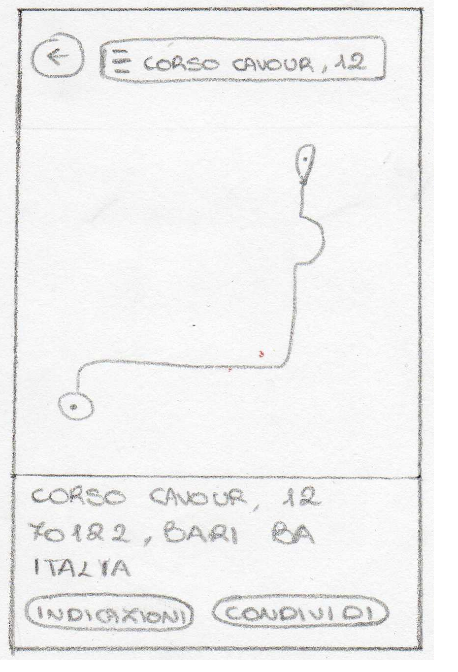 CORSO CAVOUR, 12
CORSO CAVOUR, 12
70122, BARI BA
ITALYA
INDICAZIONI
CONDIVIDI